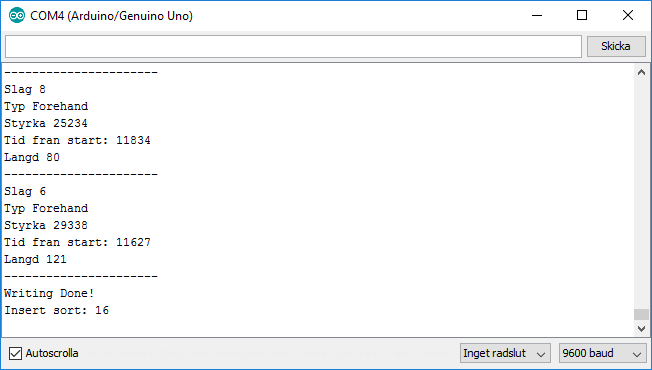 COM4 (Arduino/Genuino Uno)
Skicka
----------------------
Slag 8
Typ Forehand
Styrka 25234
Tid fran start: 11834
Langd 80
----------------------
Slag 6
Typ Forehand
Styrka 29338
Tid fran start: 11627
Langd 121
----------------------
Writing Done!
Insert sort: 16
Autoscrolla
Inget radslut
9600 baud